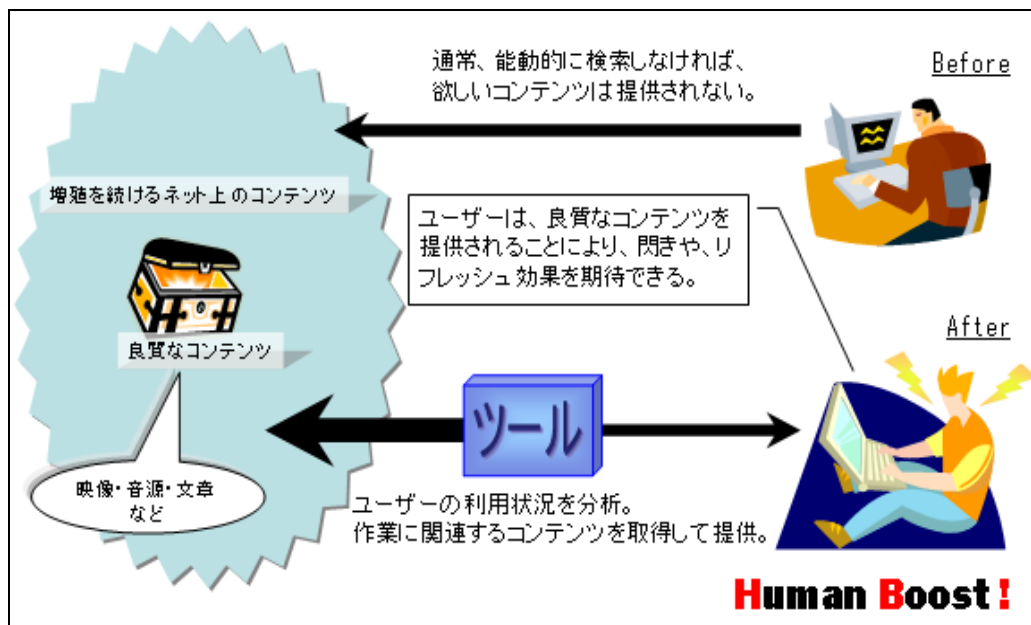 通常、能動的に検索しなければ、
欲しいコンテンツは提供されない。
Before
増殖を続けるネット上のコンテンツ
ユーザーは、良質なコンテンツを
提供されることにより、閃きや、リ
フレッシュ効果を期待できる。
良質なコンテンツ
After
ツール
映像・音源・文章
など
ユーザーの利用状況を分析。
作業に関連するコンテンツを取得して提供。
Human Boost!